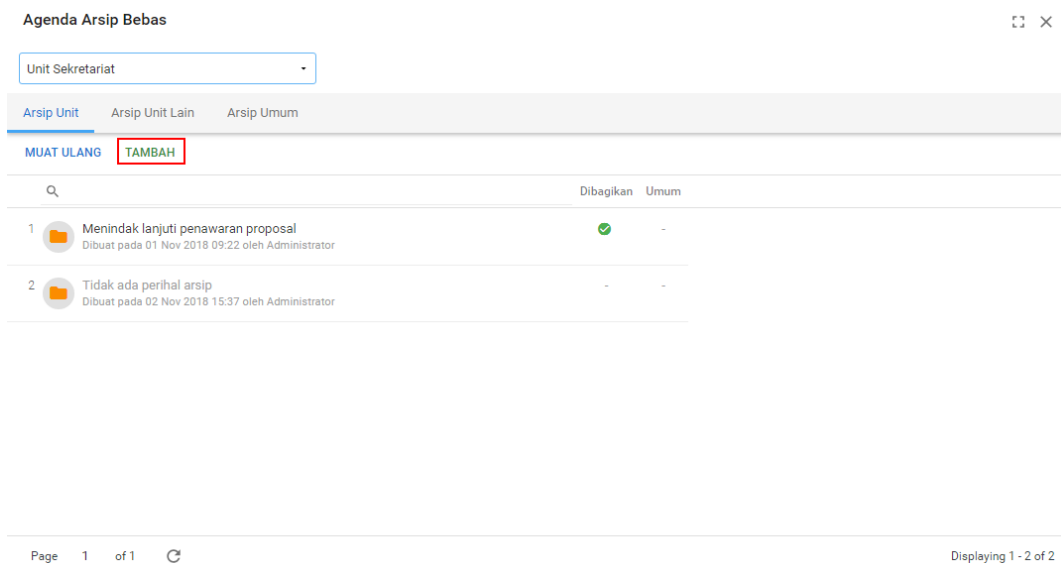 Agenda Arsip Bebas
Unit Sekretariat
Arsip Unit Arsip Unit Lain Arsip Umum
MUAT ULANG TAMBAH
Dibagikan Umum
1 Menindak lanjuti penawaran proposal - 
Dibuat pada 01 Nov 2018 09:22 oleh Administrator
2 Tidak ada perihal arsip - -
Dibuat pada 02 Nov 2018 15:37 oleh Administrator
Page 1 of 1 Displaying 1 - 2 of 2